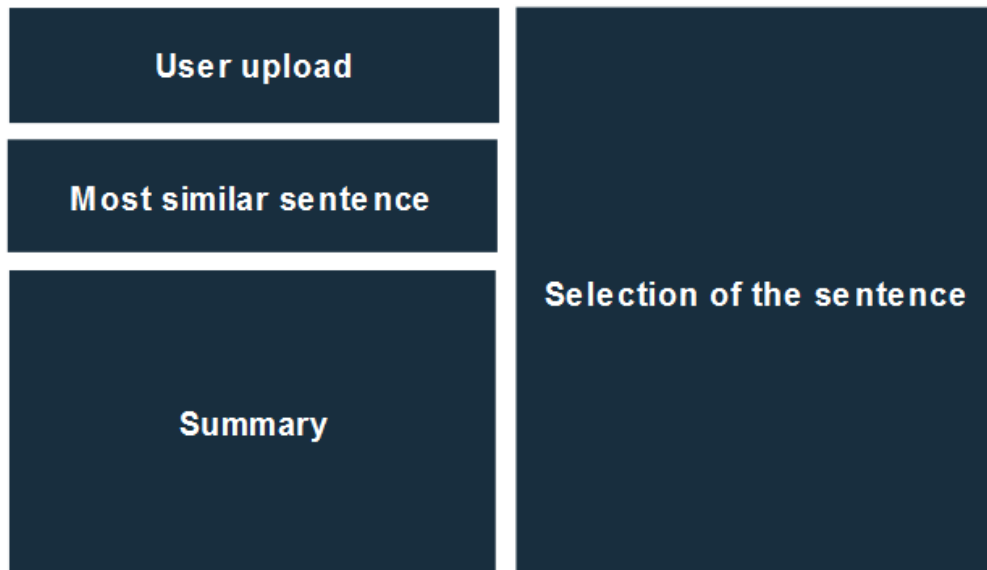 User upload
Most similar sentence
Summary
Selection of the sentence